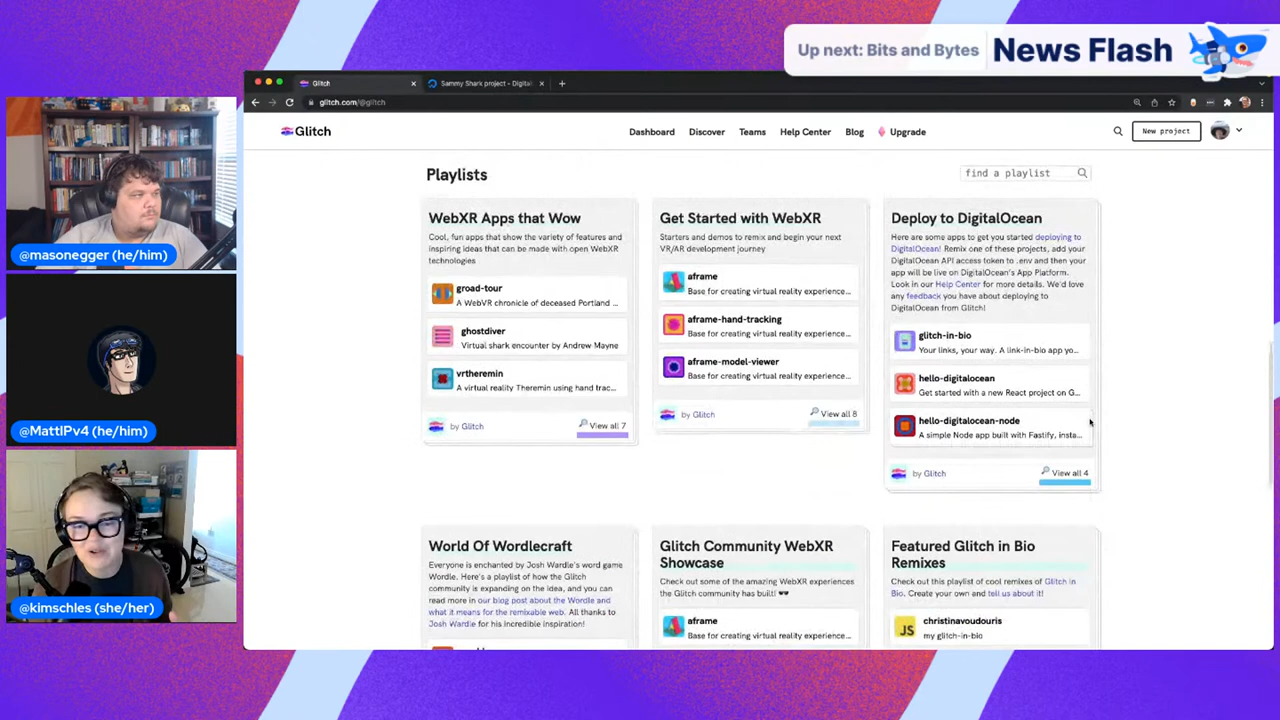 Up next: Bits and Bytes
News Flash
Glitch
Sammy Shark project - Digital
glitch.com/@glitch
Glitch
Dashboard
Discover
Teams
Help Center
Blog
Upgrade
New project
Playlists
find a playlist
WebXR Apps that Wow
Cool, fun apps that show the variety of features and
inspiring ideas that can be made with open WebXR
technologies
groad-tour
A WebVR chronicle of deceased Portland ...
ghostdiver
Virtual shark encounter by Andrew Mayne
vrtheremin
A virtual reality Theremin using hand trac...
by Glitch
View all 7
Get Started with WebXR
Starters and demos to remix and begin your next
VR/AR development journey
aframe
Base for creating virtual reality experience...
aframe-hand-tracking
Base for creating virtual reality experience...
aframe-model-viewer
Base for creating virtual reality experience...
by Glitch
View all 8
Deploy to DigitalOcean
Here are some apps to get you started deploying to
DigitalOcean! Remix one of these projects, add your
DigitalOcean API access token to .env and then your
app will be live on DigitalOcean's App Platform.
Look in our Help Center for more details. We'd love
any feedback you have about deploying to
DigitalOcean from Glitch!
glitch-in-bio
Your links, your way. A link-in-bio app yo...
hello-digitalocean
Get started with a new React project on G...
hello-digitalocean-node
A simple Node app built with Fastify, insta...
by Glitch
View all 4
World Of Wordlecraft
Everyone is enchanted by Josh Wardle's word game
Wordle. Here's a playlist of how the Glitch
community is expanding on the idea, and you can
read more in our blog post about the Wordle and
what it means for the remixable web. All thanks to
Josh Wardle for his incredible inspiration!
Glitch Community WebXR
Showcase
Check out some of the amazing WebXR experiences
the Glitch community has built!
aframe
Base for creating virtual reality experience...
Featured Glitch in Bio
Remixes
Check out this playlist of cool remixes of Glitch in
Bio. Create your own and tell us about it!
JS
christinavoudouris
my glitch-in-bio
@masonegger (he/him)
@MattIPv4 (he/him)
@kimschles (she/her)